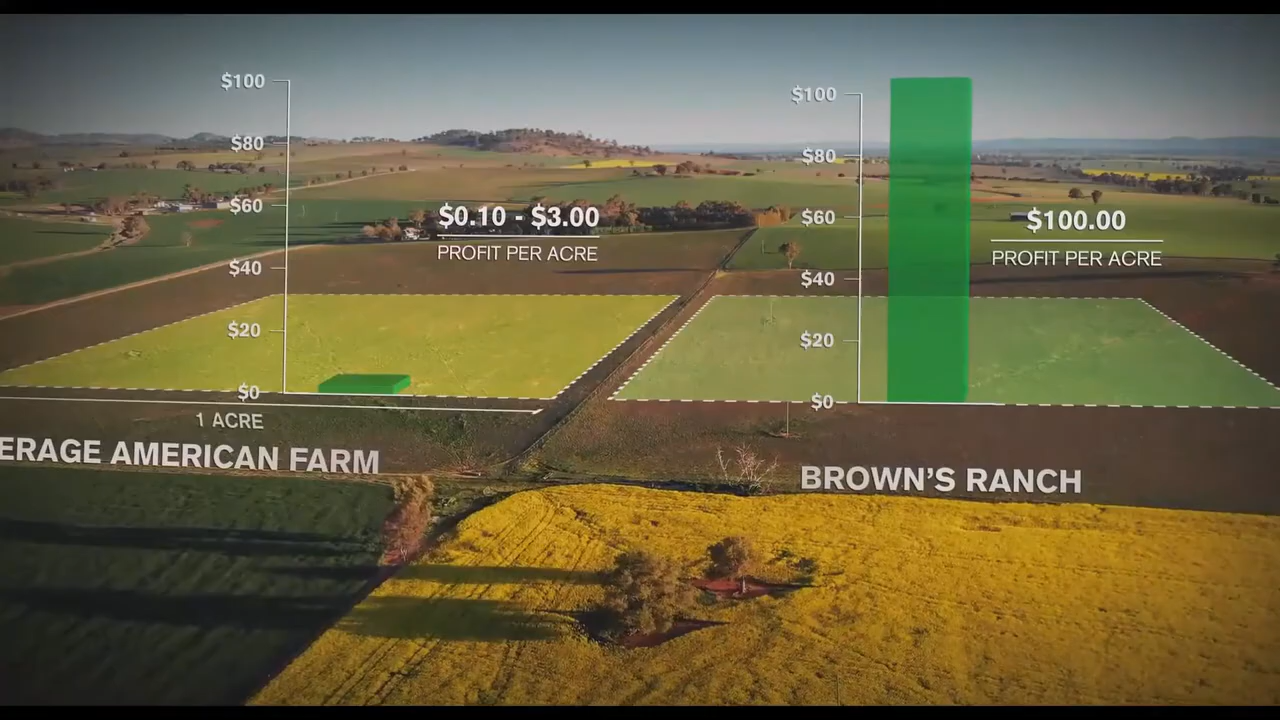 $100
$80
$60
$40
$20
$0
$0.10 - $3.00
PROFIT PER ACRE
1 ACRE
ERAGE AMERICAN FARM
$100
$80
$60
$40
$20
$0
$100.00
PROFIT PER ACRE
BROWN'S RANCH